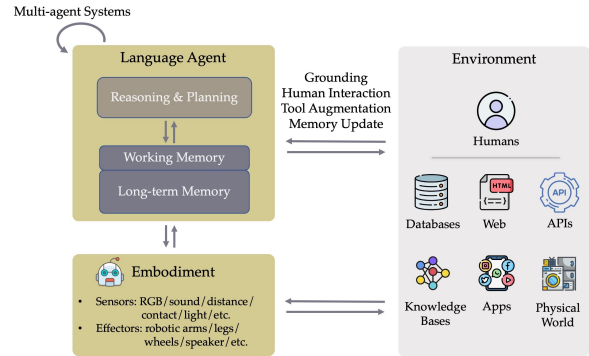 Multi-agent Systems
Language Agent
Reasoning & Planning
Working Memory
Long-term Memory
Grounding
Human Interaction
Tool Augmentation
Memory Update
Environment
Humans
HTML
API
Databases
Web
APIs
Knowledge
Bases
Apps
Physical
World
Embodiment
• Sensors: RGB/sound/distance/
contact/light/etc.
• Effectors: robotic arms/legs/
wheels/speaker/etc.